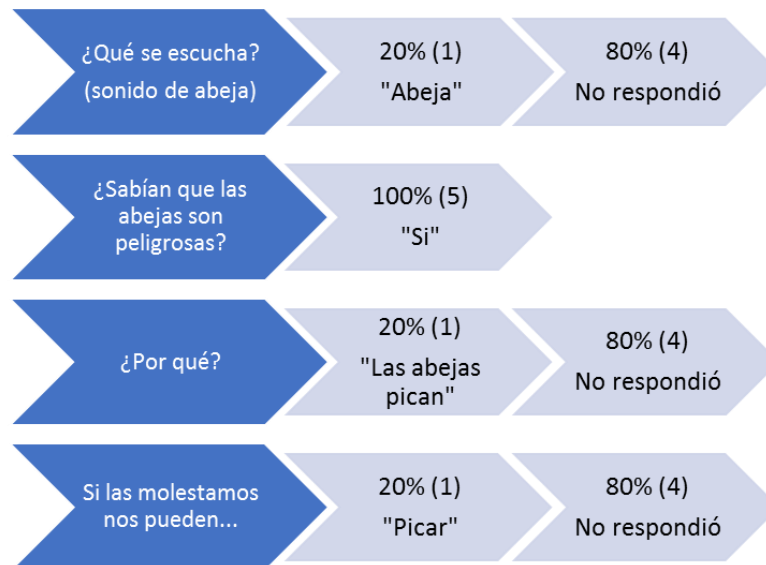 ¿Qué se escucha?
(sonido de abeja)
20% (1)
"Abeja"
80% (4)
No respondió
¿Sabían que las
abejas son
peligrosas?
100% (5)
"Si"
¿Por qué?
20% (1)
"Las abejas
pican"
80% (4)
No respondió
Si las molestamos
nos pueden...
20% (1)
"Picar"
80% (4)
No respondió